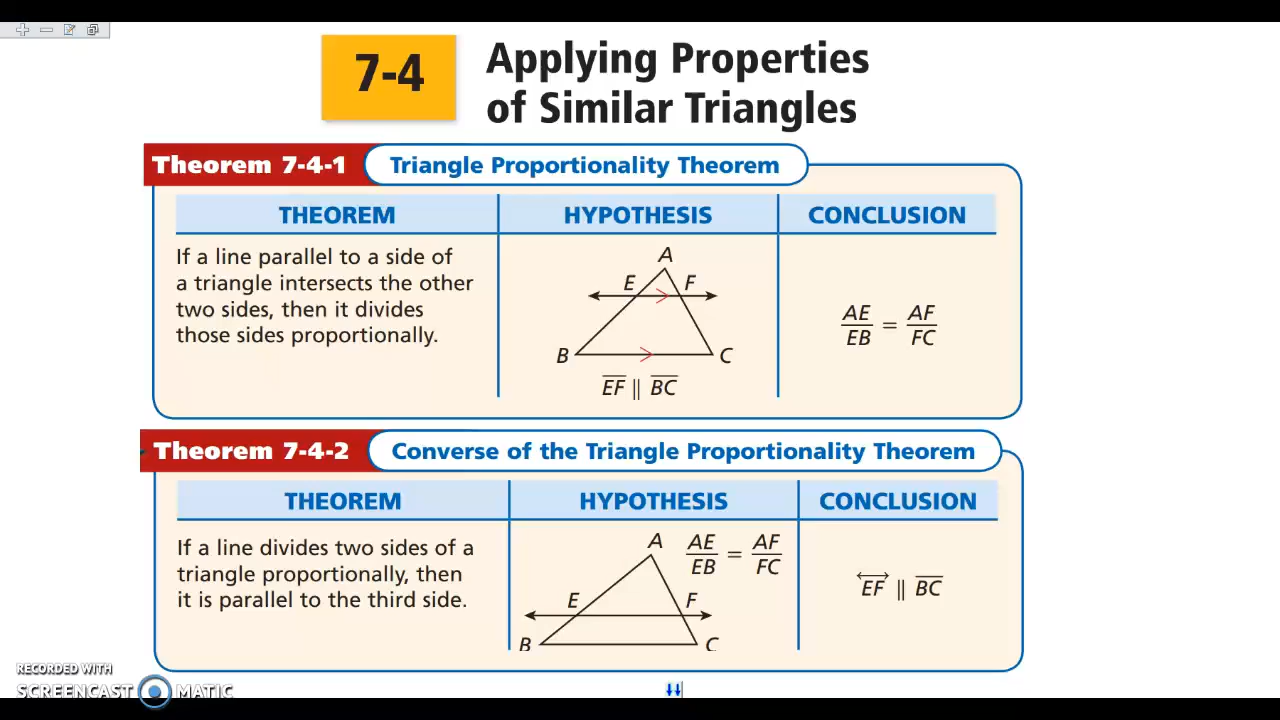 7-4
Applying Properties
of Similar Triangles
Theorem 7-4-1
Triangle Proportionality Theorem
THEOREM
HYPOTHESIS
CONCLUSION
If a line parallel to a side of
a triangle intersects the other
two sides, then it divides
those sides proportionally.
A
E F
B C
EF || BC
AE/EB = AF/FC
Theorem 7-4-2
Converse of the Triangle Proportionality Theorem
THEOREM
HYPOTHESIS
CONCLUSION
If a line divides two sides of a
triangle proportionally, then
it is parallel to the third side.
A
AE/EB = AF/FC
E F
B C
EF || BC
RECORDED WITH
SCREENCAST MATIC